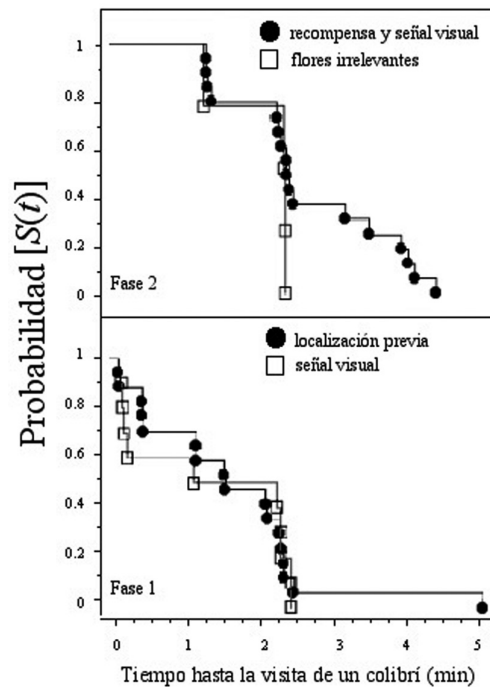 recompensa y señal visual
flores irrelevantes
1
0.8
0.6
0.4
0.2
0
Fase 2
Probabilidad [S(t)]
localización previa
señal visual
1
0.8
0.6
0.4
0.2
0
Fase 1
0 1 2 3 4 5
Tiempo hasta la visita de un colibrí (min)